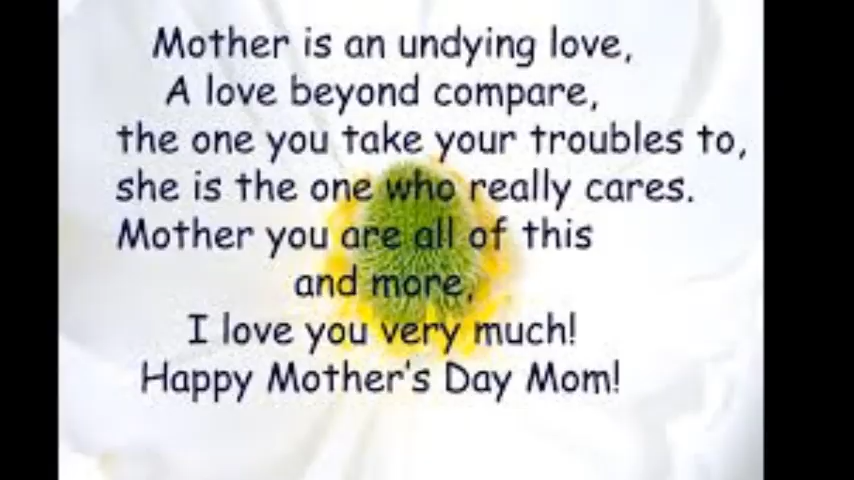 Mother is an undying love,
A love beyond compare,
the one you take your troubles to,
she is the one who really cares.
Mother you are all of this
and more,
I love you very much!
Happy Mother's Day Mom!